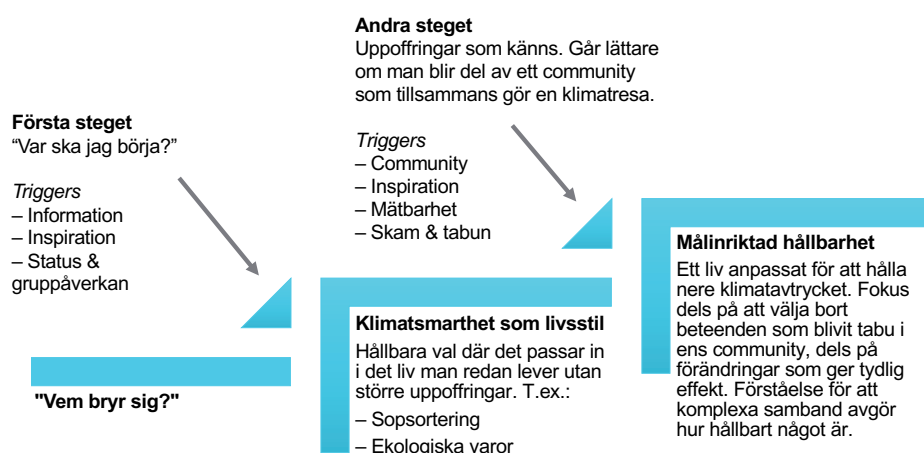 Första steget
“Var ska jag börja?”
Triggers
– Information
– Inspiration
– Status &
gruppåverkan
"Vem bryr sig?"
Andra steget
Uppoffringar som känns. Går lättare
om man blir del av ett community
som tillsammans gör en klimatresa.
Triggers
– Community
– Inspiration
– Mätbarhet
– Skam & tabun
Klimatsmarthet som livsstil
Hållbara val där det passar in
i det liv man redan lever utan
större uppoffringar. T.ex.:
– Sopsortering
– Ekologiska varor
Målinriktad hållbarhet
Ett liv anpassat för att hålla
nere klimatavtrycket. Fokus
dels på att välja bort
beteenden som blivit tabu i
ens community, dels på
förändringar som ger tydlig
effekt. Förståelse för att
komplexa samband avgör
hur hållbart något är.